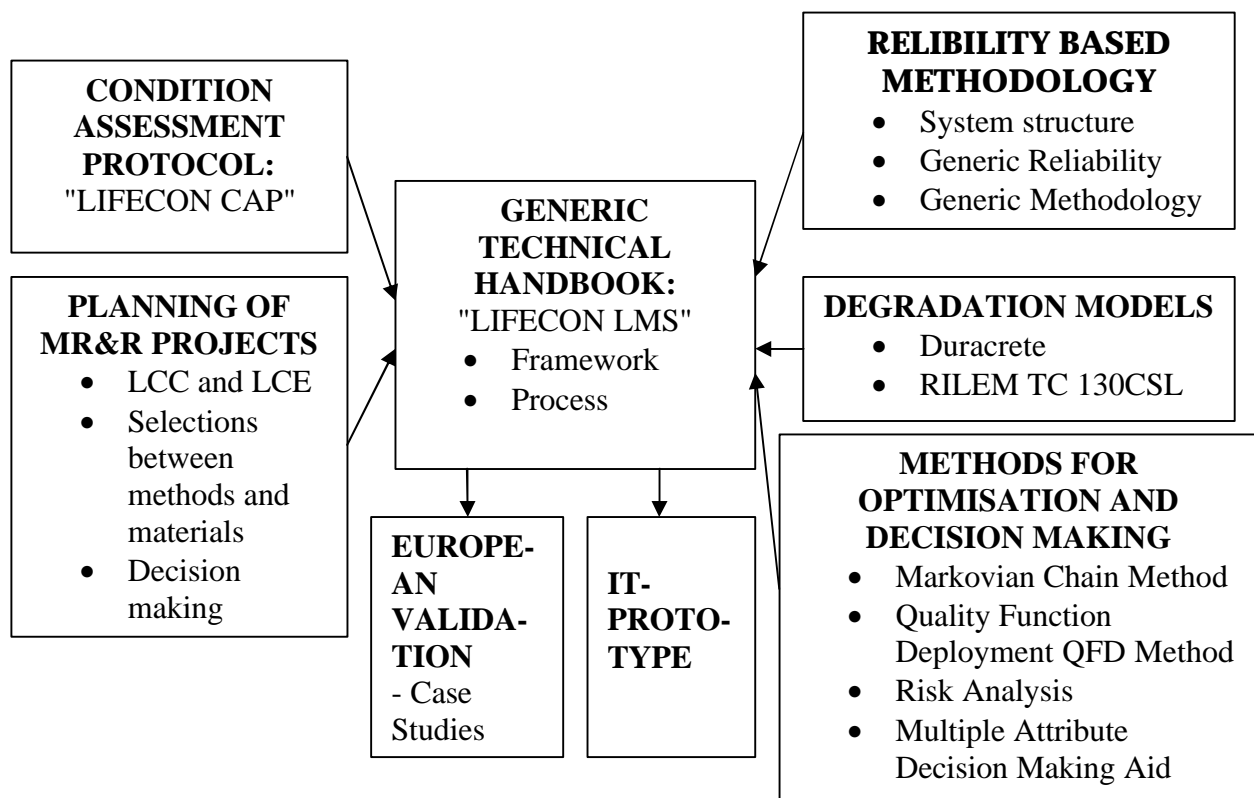 CONDITION
ASSESSMENT
PROTOCOL:
"LIFECON CAP"
PLANNING OF
MR&R PROJECTS
• LCC and LCE
• Selections
between
methods and
materials
• Decision
making
GENERIC
TECHNICAL
HANDBOOK:
"LIFECON LMS"
• Framework
• Process
EUROPE-
AN
VALIDA-
TION
- Case
Studies
IT-
PROTO-
TYPE
RELIBILITY BASED
METHODOLOGY
• System structure
• Generic Reliability
• Generic Methodology
DEGRADATION MODELS
• Duracrete
• RILEM TC 130CSL
METHODS FOR
OPTIMISATION AND
DECISION MAKING
• Markovian Chain Method
• Quality Function
Deployment QFD Method
• Risk Analysis
• Multiple Attribute
Decision Making Aid